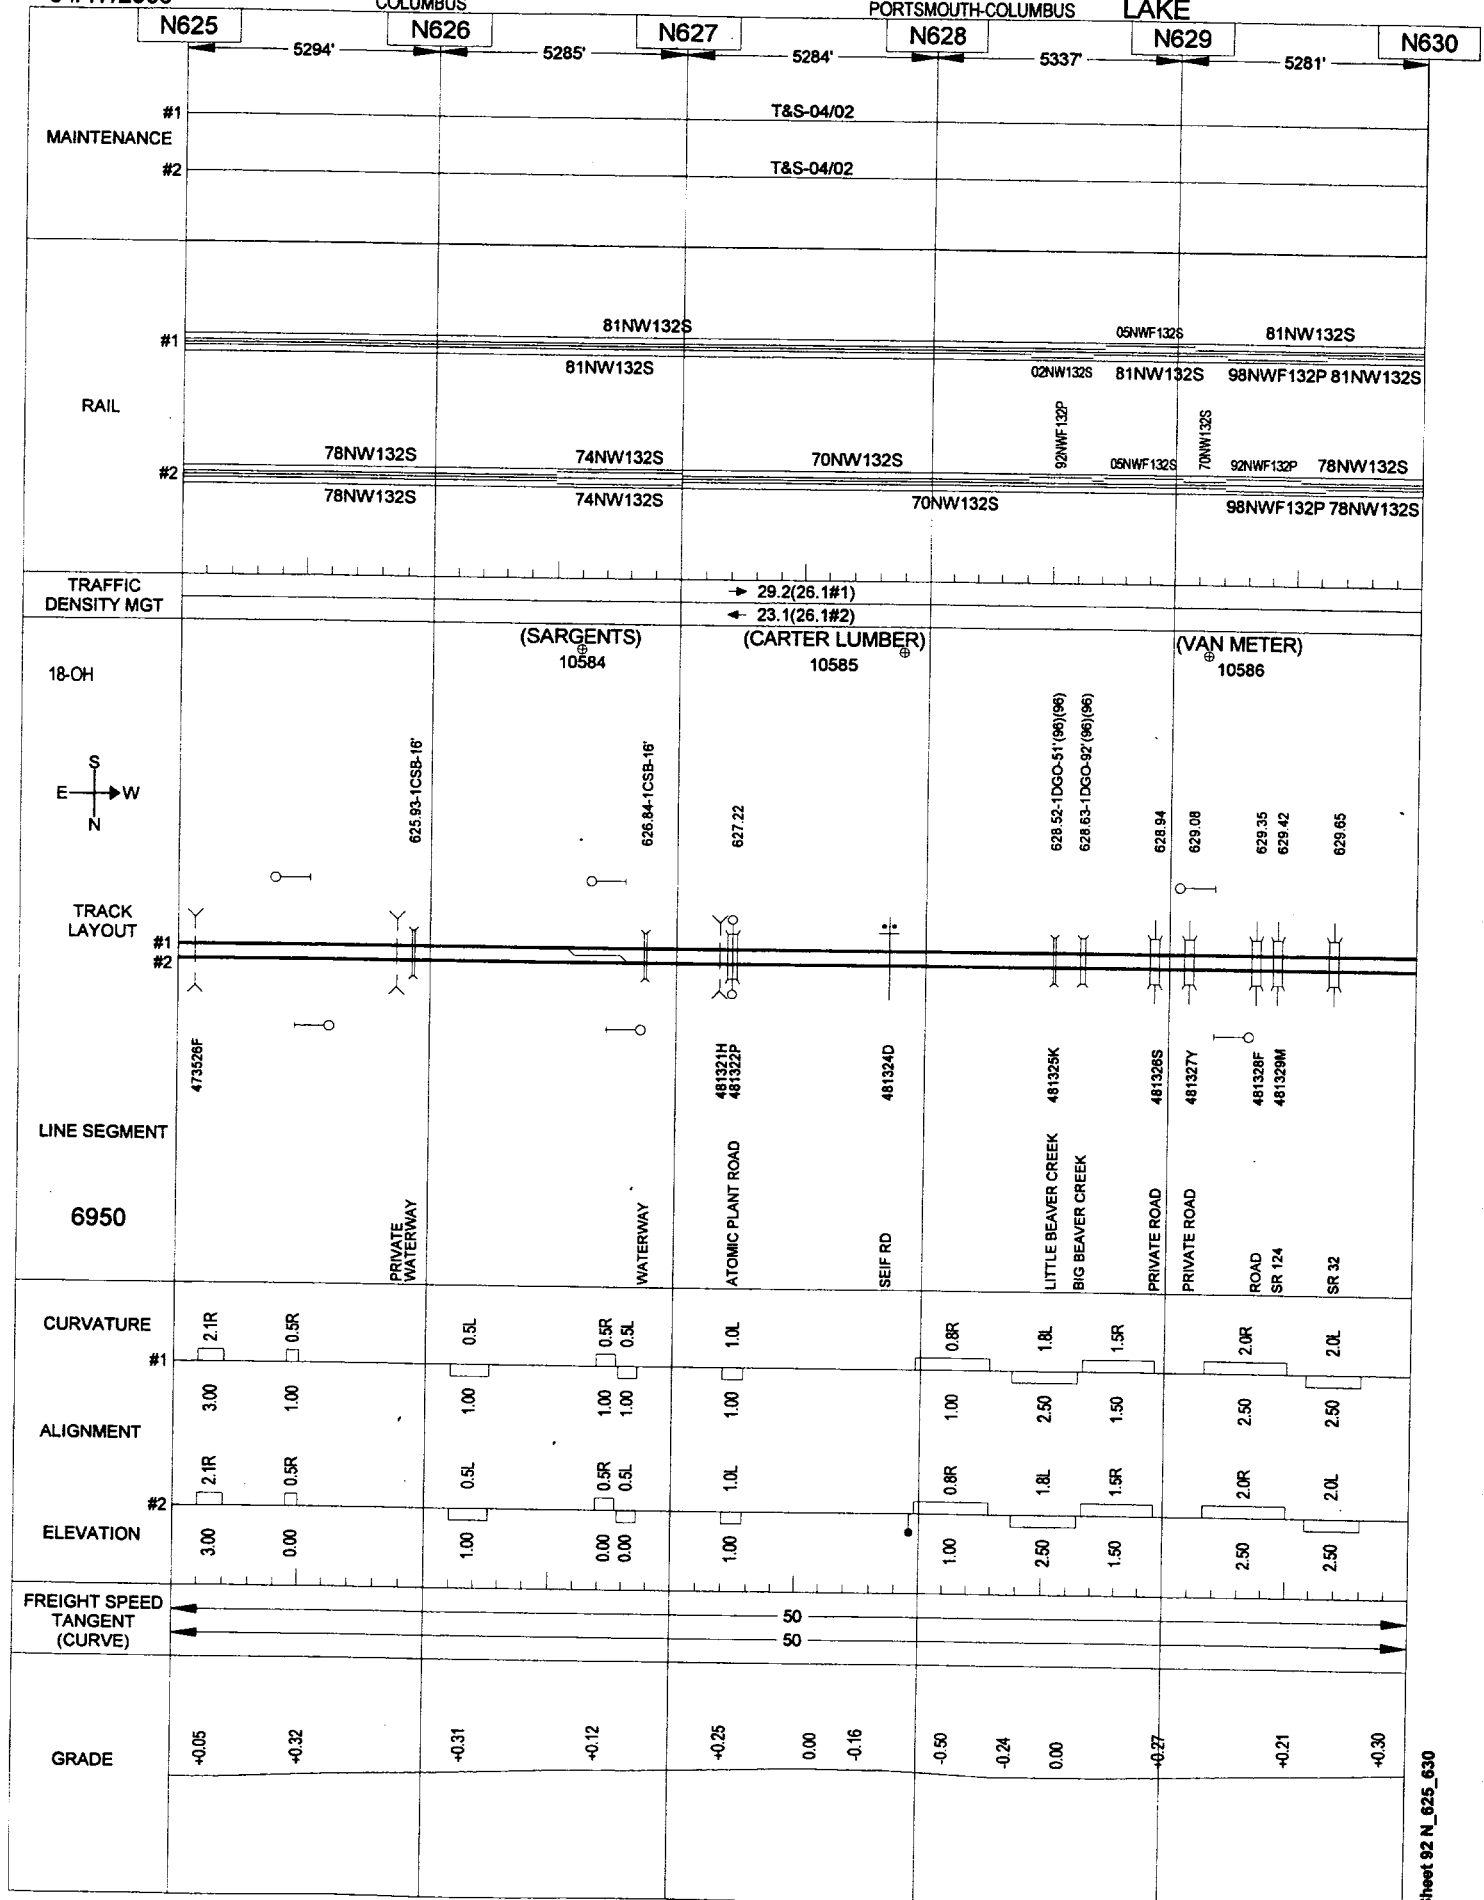 COLUMBUS
PORTSMOUTH-COLUMBUS LAKE
N625 N626 N627 N628 N629 N630
5294' 5285' 5284' 5337' 5281'
#1 T&S-04/02
MAINTENANCE
#2 T&S-04/02
81NW132S 05NWF132S 81NW132S
#1
81NW132S 02NW132S 81NW132S 98NWF132P 81NW132S
RAIL
92NWF132P 70NW132S
78NW132S 74NW132S 70NW132S 05NWF132S 92NWF132P 78NW132S
#2
78NW132S 74NW132S 70NW132S 98NWF132P 78NW132S
TRAFFIC
DENSITY MGT
29.2(26.1#1)
23.1(26.1#2)
(SARGENTS) (CARTER LUMBER) (VAN METER)
10584 10585 10586
18-OH
S
E W
N
625.93-1CSB-16'
626.84-1CSB-16'
627.22
628.52-1DGO-51'(96)(96)
628.63-1DGO-92'(96)(96)
628.94
629.08
629.35
629.42
629.65
TRACK
LAYOUT
#1
#2
473526F
481321H
481322P
481324D
481325K
481326S
481327Y
481328F
481329M
LINE SEGMENT
6950
PRIVATE
WATERWAY
WATERWAY
ATOMIC PLANT ROAD
SEIF RD
LITTLE BEAVER CREEK
BIG BEAVER CREEK
PRIVATE ROAD
PRIVATE ROAD
ROAD
SR 124
SR 32
CURVATURE
2.1R 0.5R 0.5L 0.5R 0.5L 1.0L 0.8R 1.8L 1.5R 2.0R 2.0L
#1
3.00 1.00 1.00 1.00 1.00 1.00 1.00 2.50 1.50 2.50 2.50
ALIGNMENT
2.1R 0.5R 0.5L 0.5R 0.5L 1.0L 0.8R 1.8L 1.5R 2.0R 2.0L
#2
ELEVATION
3.00 0.00 1.00 0.00 0.00 1.00 1.00 2.50 1.50 2.50 2.50
FREIGHT SPEED
TANGENT
(CURVE)
50
50
GRADE
+0.05 +0.32 +0.31 +0.12 +0.25 0.00 -0.16 -0.50 -0.24 0.00 +0.27 +0.21 +0.30
Sheet 92 N_625_630